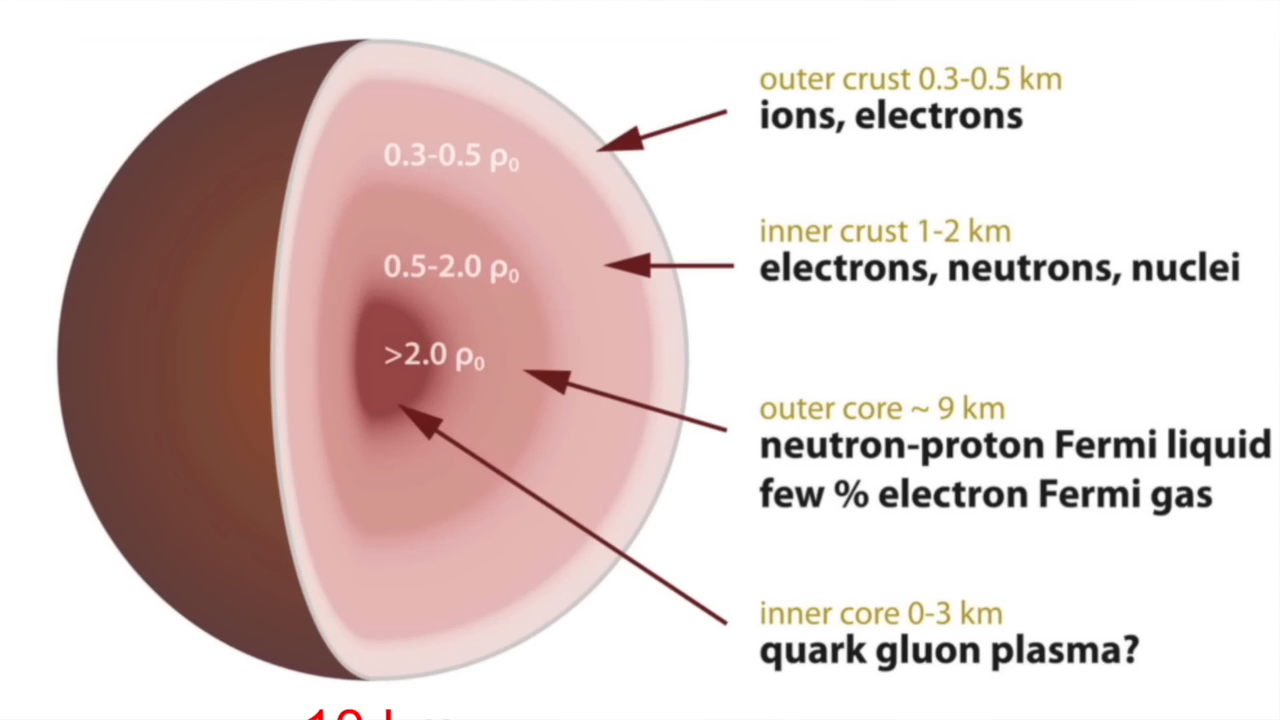 outer crust 0.3-0.5 km
ions, electrons
0.3-0.5 ρ₀
inner crust 1-2 km
electrons, neutrons, nuclei
0.5-2.0 ρ₀
>2.0 ρ₀
outer core ~ 9 km
neutron-proton Fermi liquid
few % electron Fermi gas
inner core 0-3 km
quark gluon plasma?